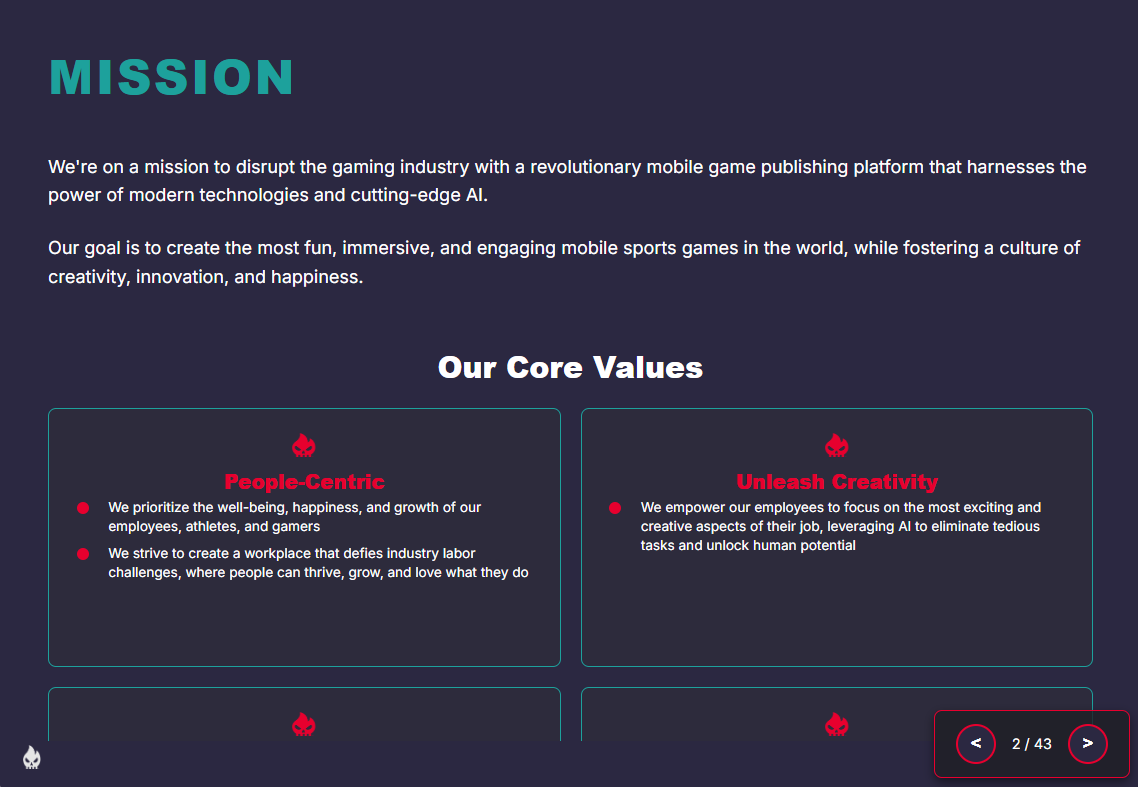 MISSION
We're on a mission to disrupt the gaming industry with a revolutionary mobile game publishing platform that harnesses the
power of modern technologies and cutting-edge AI.
Our goal is to create the most fun, immersive, and engaging mobile sports games in the world, while fostering a culture of
creativity, innovation, and happiness.
Our Core Values
People-Centric
We prioritize the well-being, happiness, and growth of our
employees, athletes, and gamers
We strive to create a workplace that defies industry labor
challenges, where people can thrive, grow, and love what they do
Unleash Creativity
We empower our employees to focus on the most exciting and
creative aspects of their job, leveraging AI to eliminate tedious
tasks and unlock human potential
< 2 / 43 >